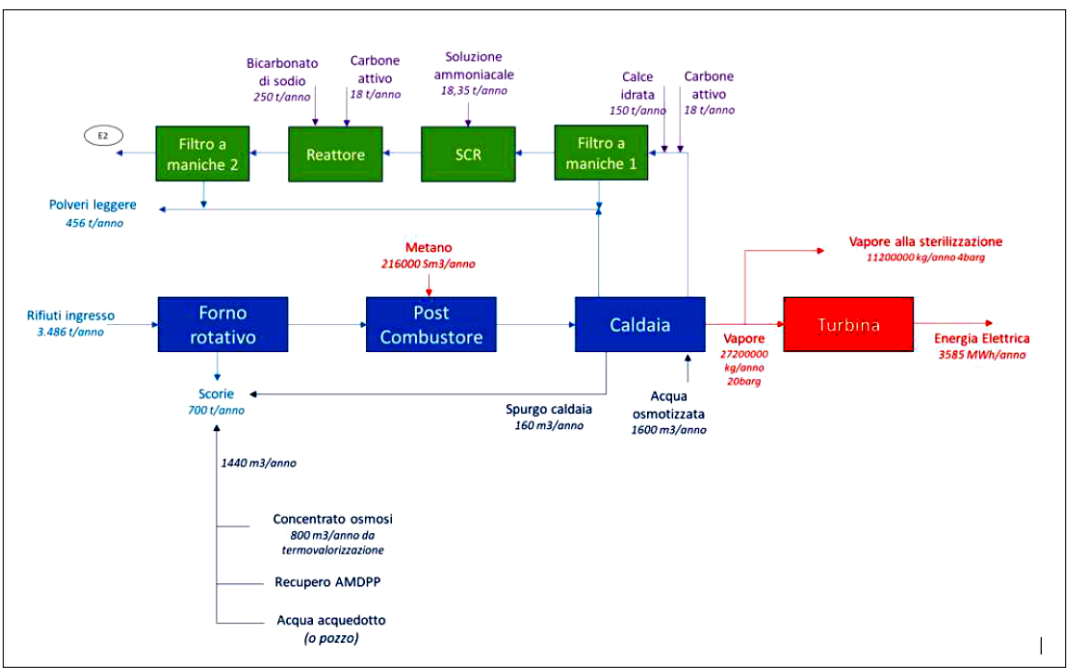 Bicarbonato
di sodio
250 t/anno
Carbone
attivo
18 t/anno
Soluzione
ammoniacale
18,35 t/anno
Calce
idrata
150 t/anno
Carbone
attivo
18 t/anno
E2
Filtro a
maniche 2
Reattore
SCR
Filtro a
maniche 1
Polveri leggere
456 t/anno
Metano
216000 Sm3/anno
Vapore alla sterilizzazione
11200000 kg/anno 4barg
Rifiuti ingresso
3.486 t/anno
Forno
rotativo
Post
Combustore
Caldaia
Vapore
27200000
kg/anno
20barg
Turbina
Energia Elettrica
3585 MWh/anno
Scorie
700 t/anno
Spurgo caldaia
160 m3/anno
Acqua
osmotizzata
1600 m3/anno
1440 m3/anno
Concentrato osmosi
800 m3/anno da
termovalorizzazione
Recupero AMDPP
Acqua acquedotto
(o pozzo)